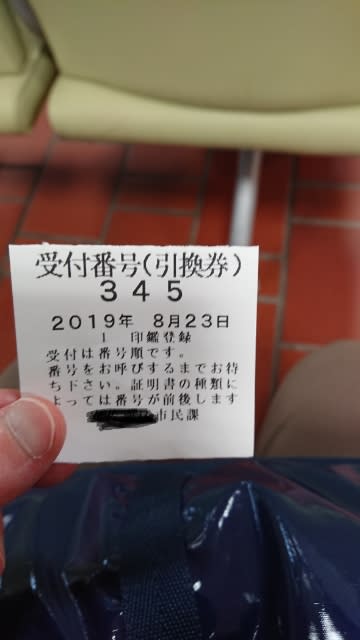 受付番号(引換券)
345
2019年 8月23日
1 印鑑登録
受付は番号順です。
番号をお呼びするまでお待
ち下さい。証明書の種類に
よっては番号が前後します
市民課